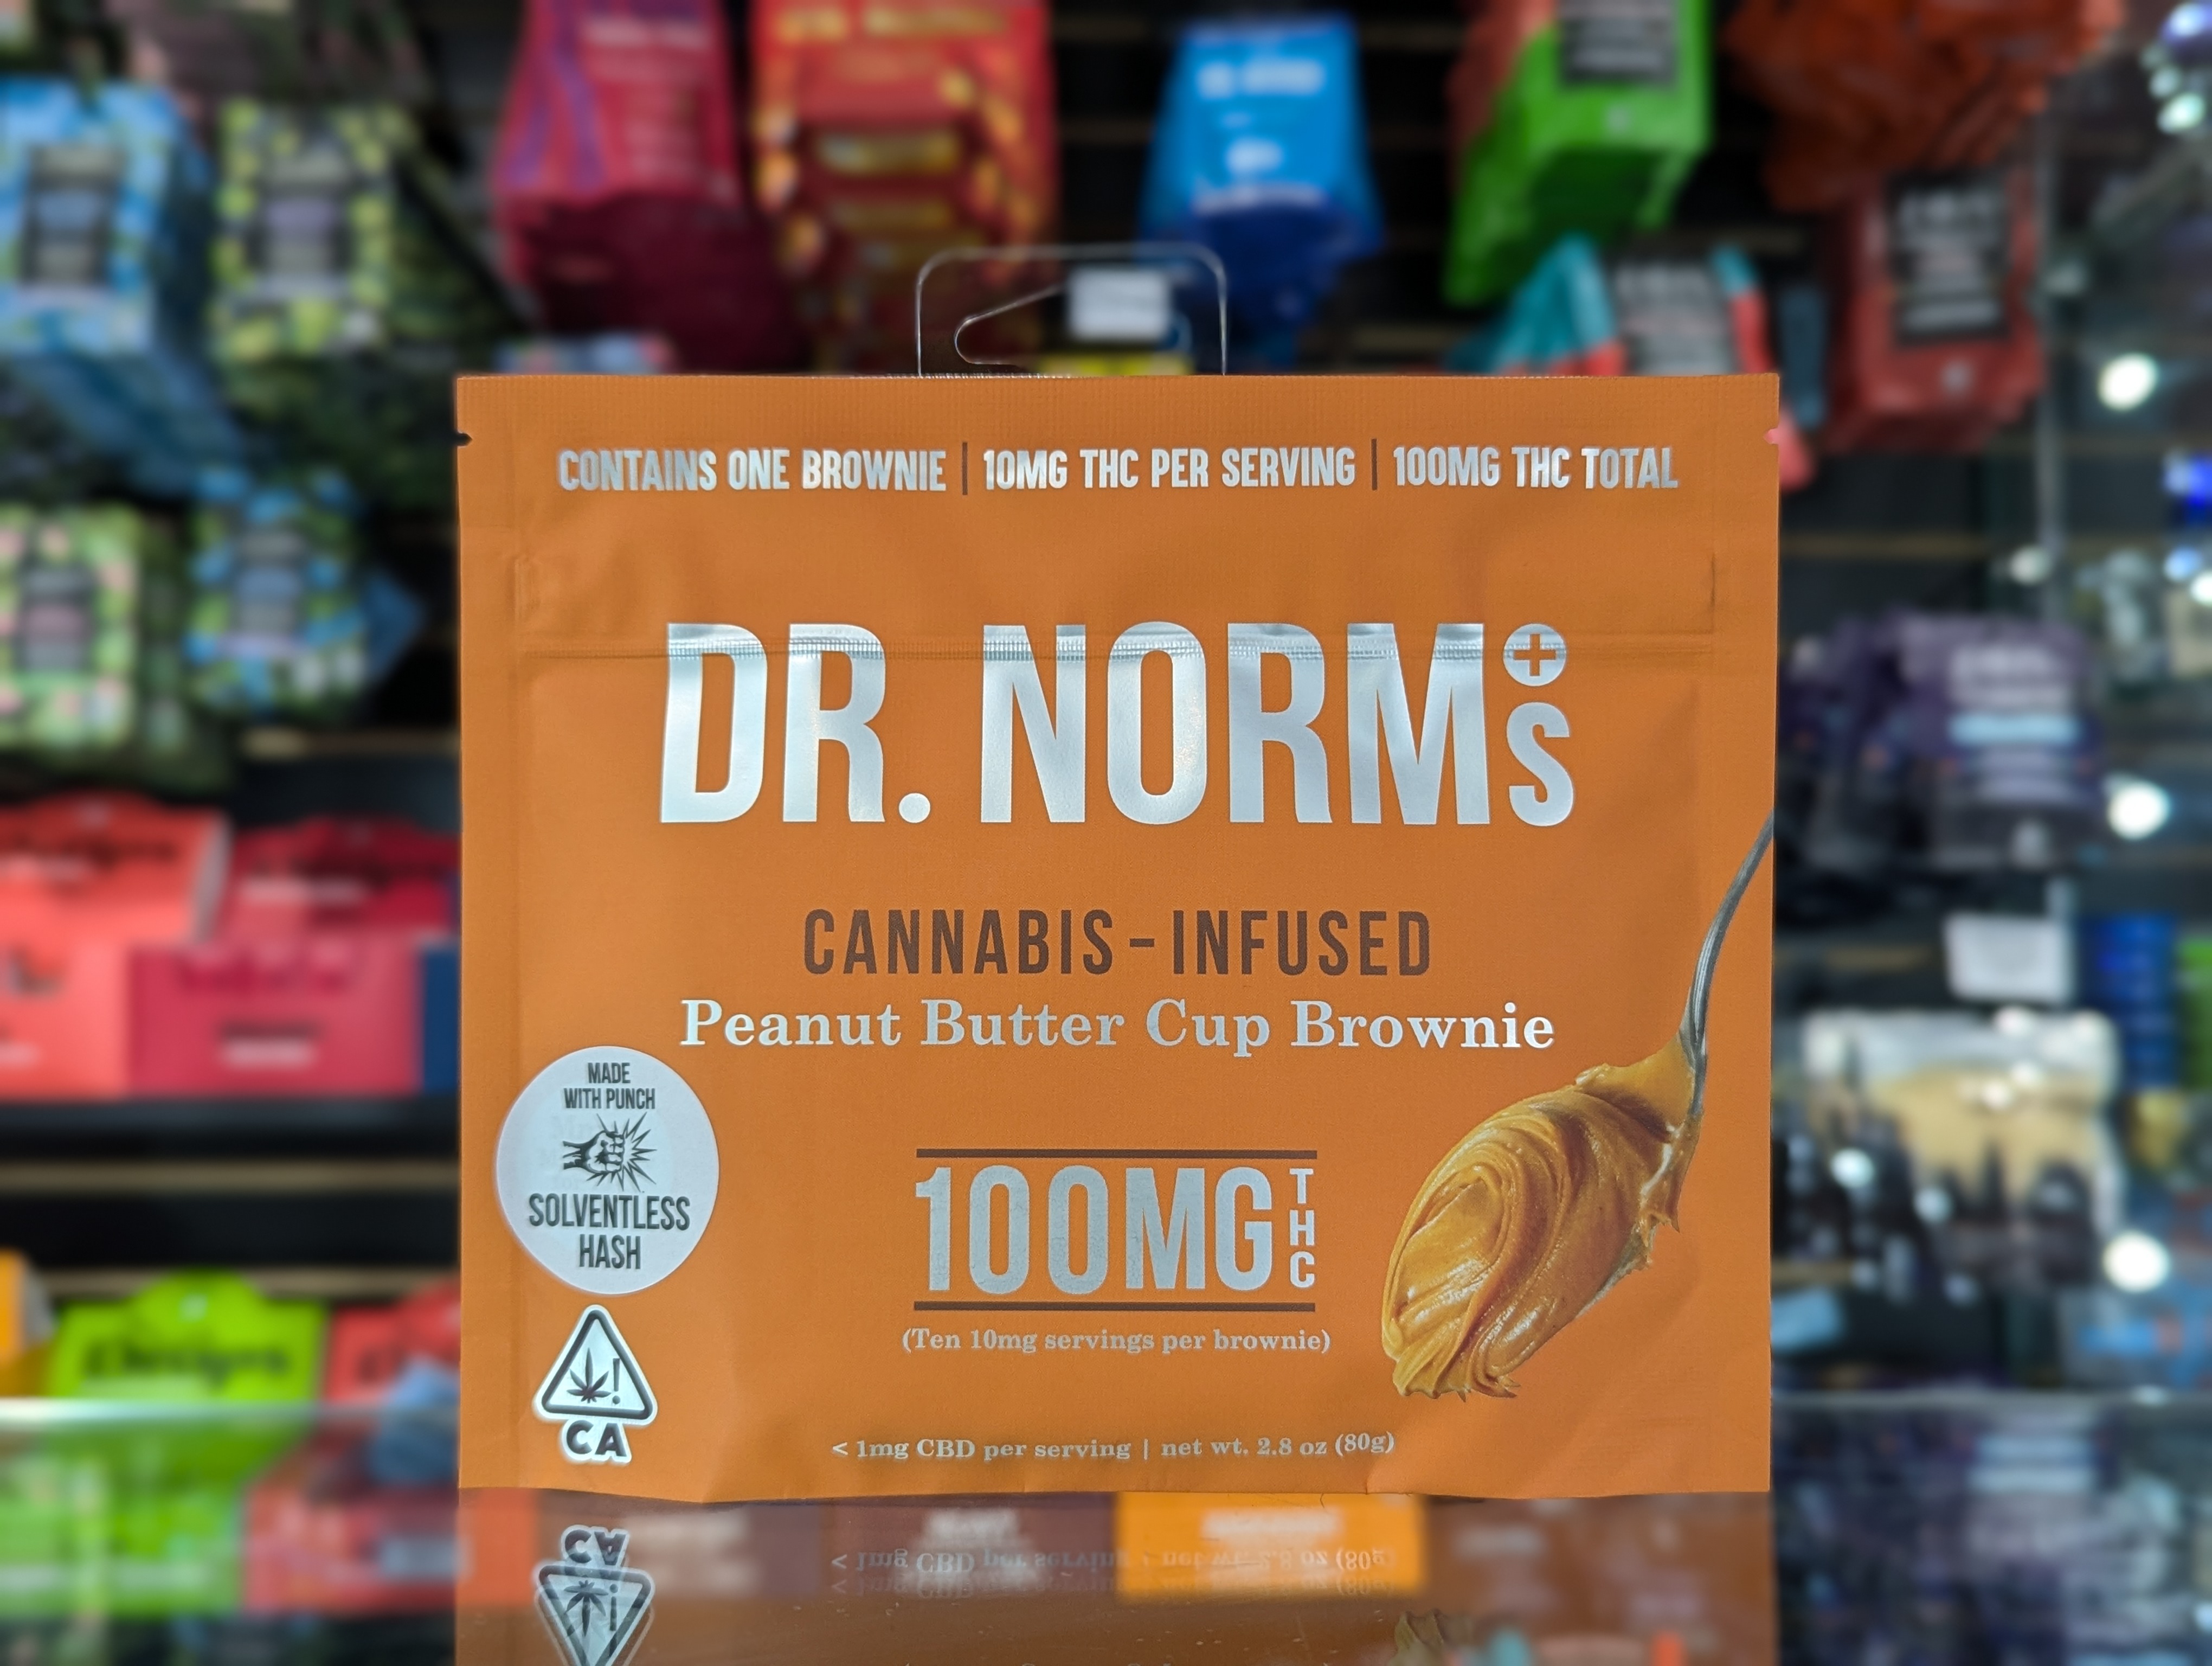 CONTAINS ONE BROWNIE | 10MG THC PER SERVING | 100MG THC TOTAL
DR. NORM+S
CANNABIS-INFUSED
Peanut Butter Cup Brownie
MADE
WITH PUNCH
SOLVENTLESS
HASH
100MG THC
(Ten 10mg servings per brownie)
CA
< 1mg CBD per serving | net wt. 2.8 oz (80g)